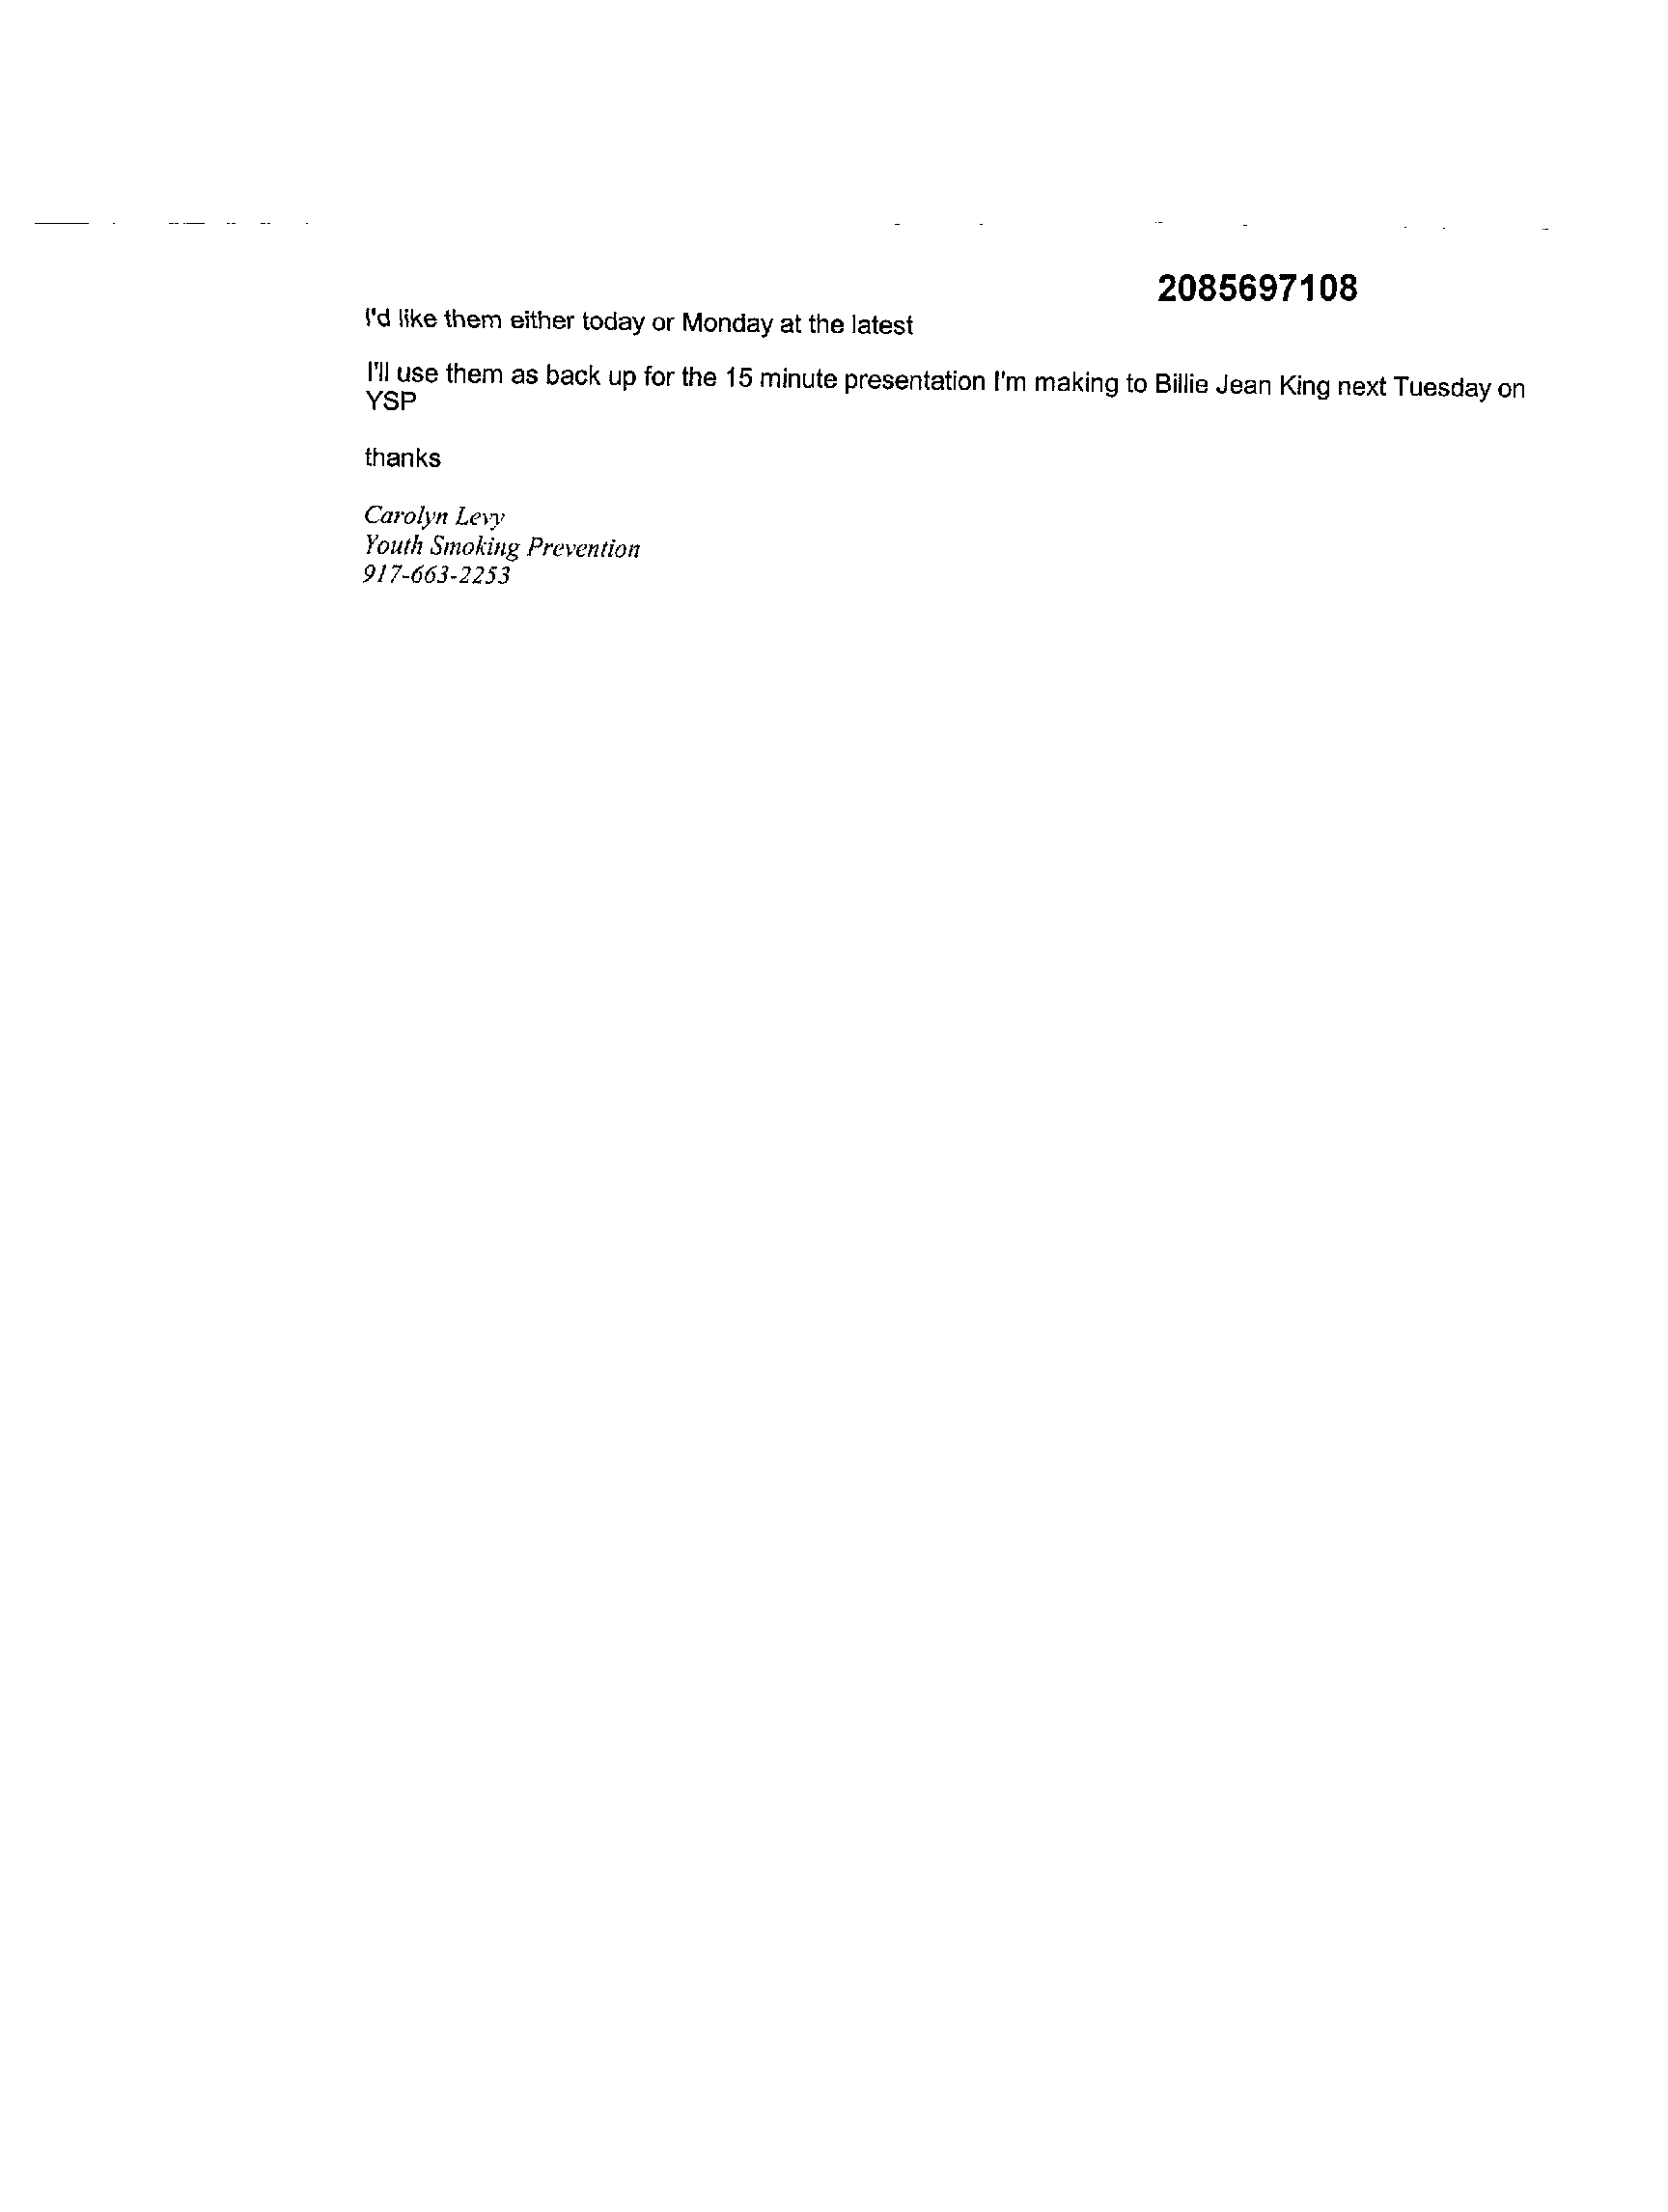 2085697108
I'd like them either today or Monday at the latest
I'll use them as back up for the 15 minute presentation I'm making to Billie Jean King next Tuesday on
YSP
thanks
Carolyn Levy
Youth Smoking Prevention
917-663-2253